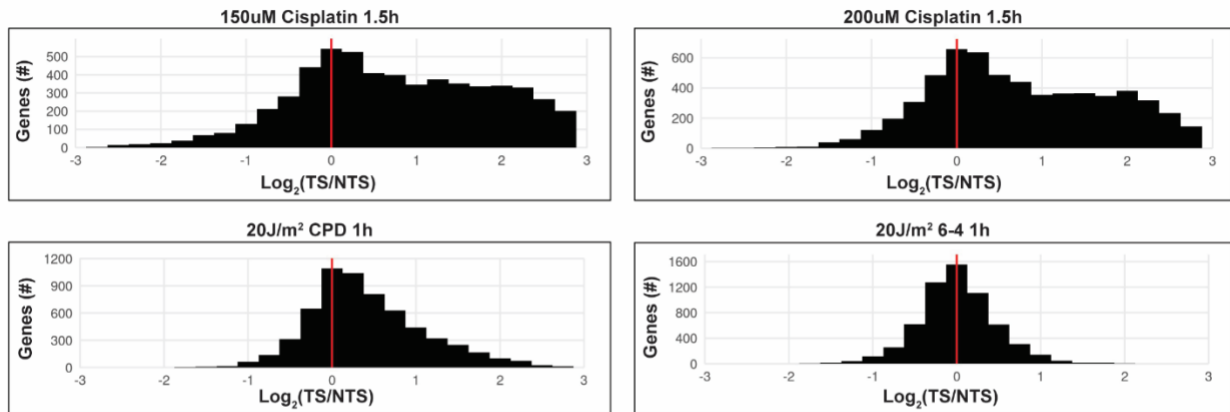 150uM Cisplatin 1.5h
Genes (#)
500
400
300
200
100
0
-3 -2 -1 0 1 2 3
Log₂(TS/NTS)
200uM Cisplatin 1.5h
Genes (#)
600
400
200
0
-3 -2 -1 0 1 2 3
Log₂(TS/NTS)
20J/m² CPD 1h
Genes (#)
1200
900
600
300
0
-3 -2 -1 0 1 2 3
Log₂(TS/NTS)
20J/m² 6-4 1h
Genes (#)
1600
1200
800
400
0
-3 -2 -1 0 1 2 3
Log₂(TS/NTS)